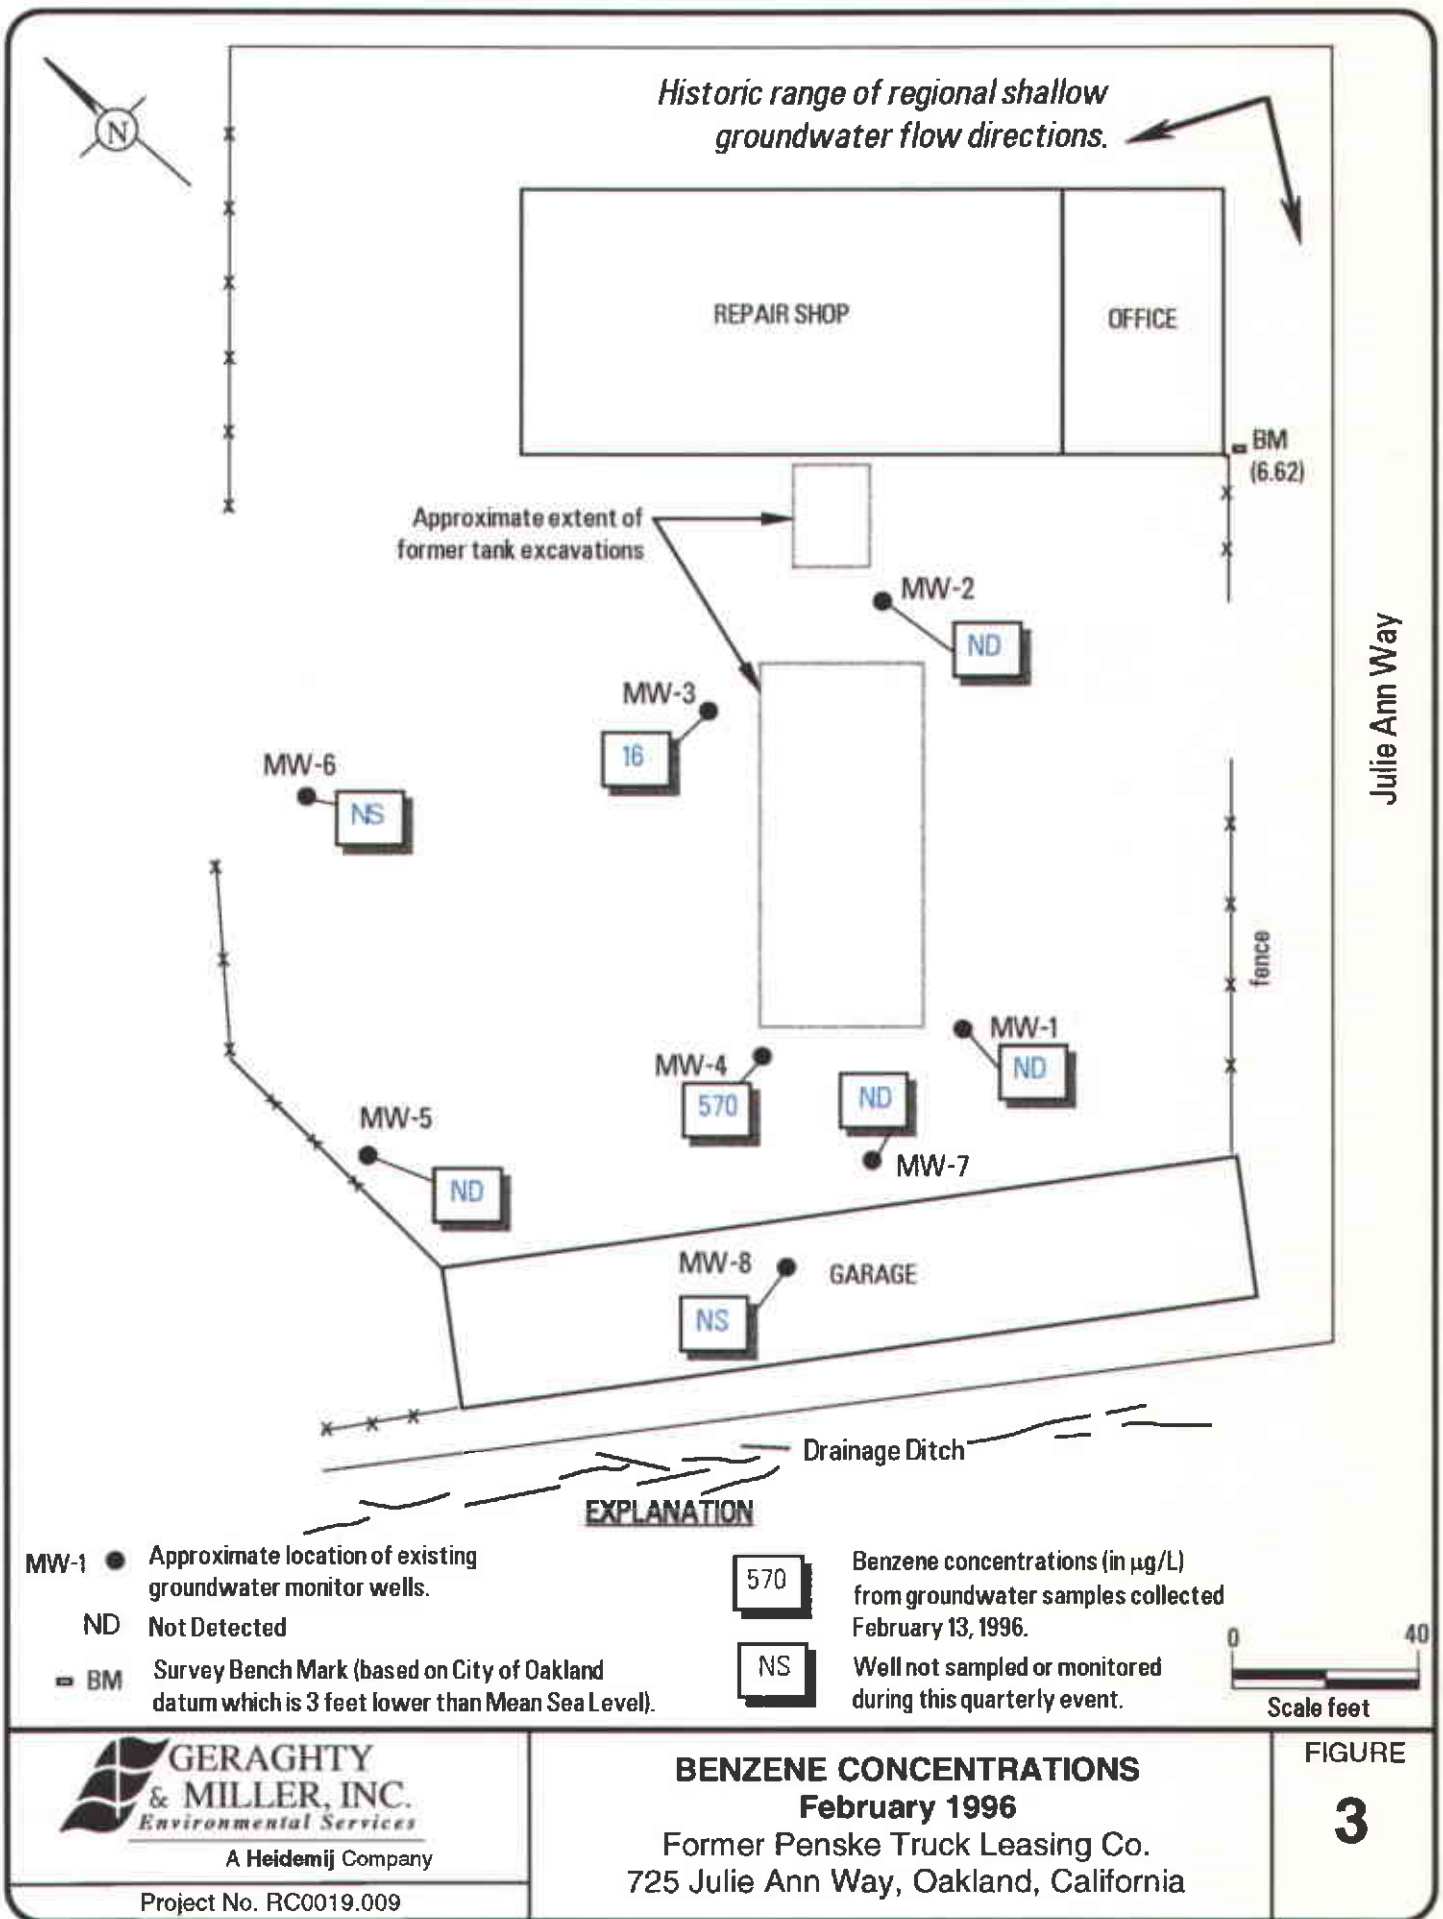 N
Historic range of regional shallow
groundwater flow directions.
REPAIR SHOP
OFFICE
BM
(6.62)
Approximate extent of
former tank excavations
MW-2
ND
MW-3
16
MW-6
NS
Julie Ann Way
fence
MW-1
ND
MW-4
570
ND
MW-7
MW-5
ND
MW-8
NS
GARAGE
Drainage Ditch
EXPLANATION
MW-1 Approximate location of existing
groundwater monitor wells.
ND Not Detected
BM Survey Bench Mark (based on City of Oakland
datum which is 3 feet lower than Mean Sea Level).
570 Benzene concentrations (in µg/L)
from groundwater samples collected
February 13, 1996.
NS Well not sampled or monitored
during this quarterly event.
0 40
Scale feet
GERAGHTY
& MILLER, INC.
Environmental Services
A Heidemij Company
Project No. RC0019.009
BENZENE CONCENTRATIONS
February 1996
Former Penske Truck Leasing Co.
725 Julie Ann Way, Oakland, California
FIGURE
3